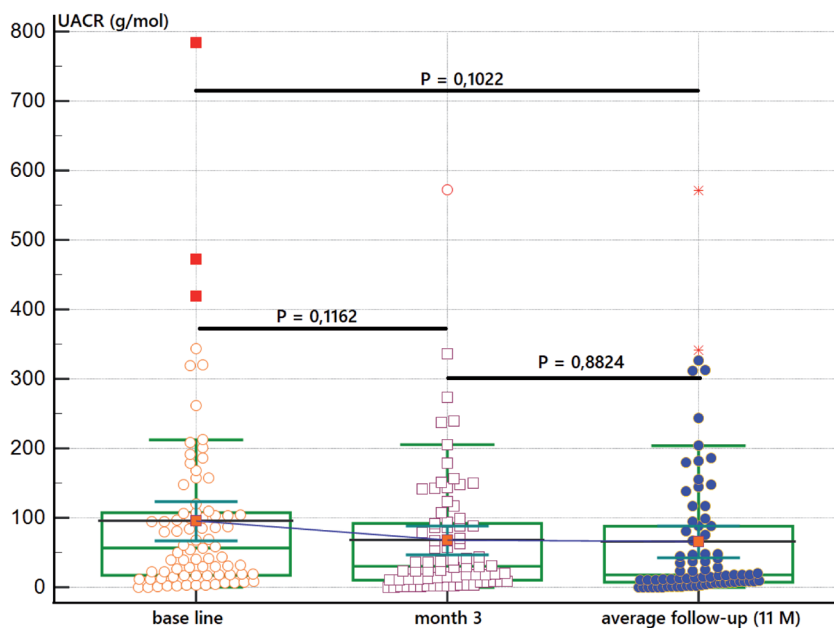 UACR (g/mol)
800
P = 0,1022
700
600
500
400
P = 0,1162
P = 0,8824
300
200
100
0
base line month 3 average follow-up (11 M)